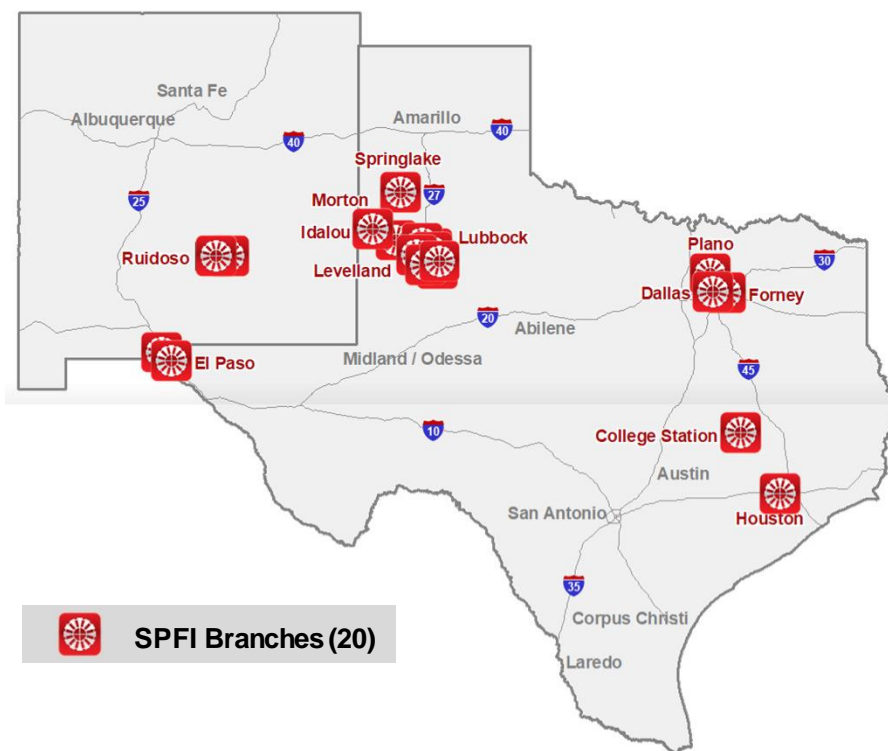 Santa Fe
Albuquerque
Amarillo
40
40
Springlake
27
25
Morton
Idalou
Lubbock
Ruidoso
Levelland
Plano
30
Dallas
Forney
20
Abilene
Midland / Odessa
El Paso
45
10
College Station
Austin
San Antonio
Houston
35
Corpus Christi
Laredo
SPFI Branches (20)